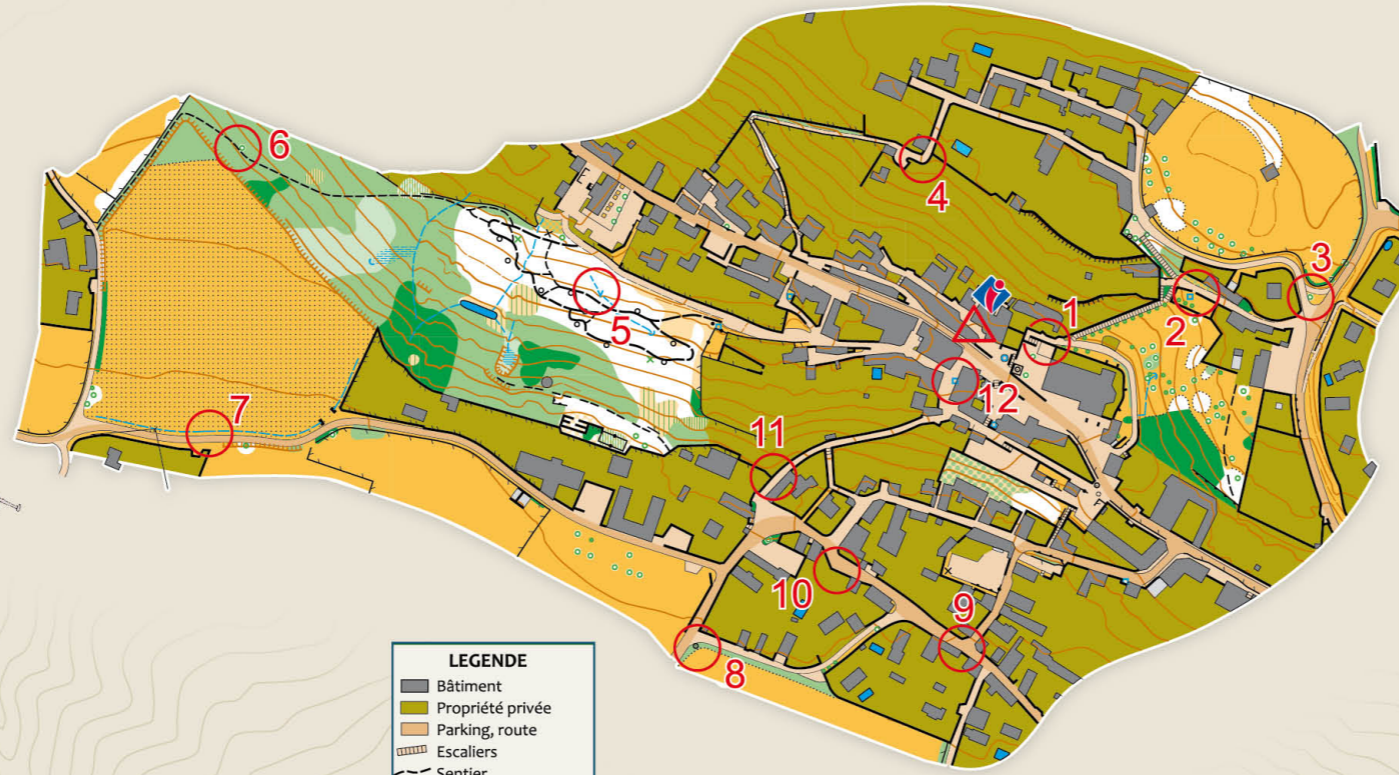 6
4
3
5
1
2
12
7
11
10
9
8
LEGENDE
Bâtiment
Propriété privée
Parking, route
Escaliers
Sentier